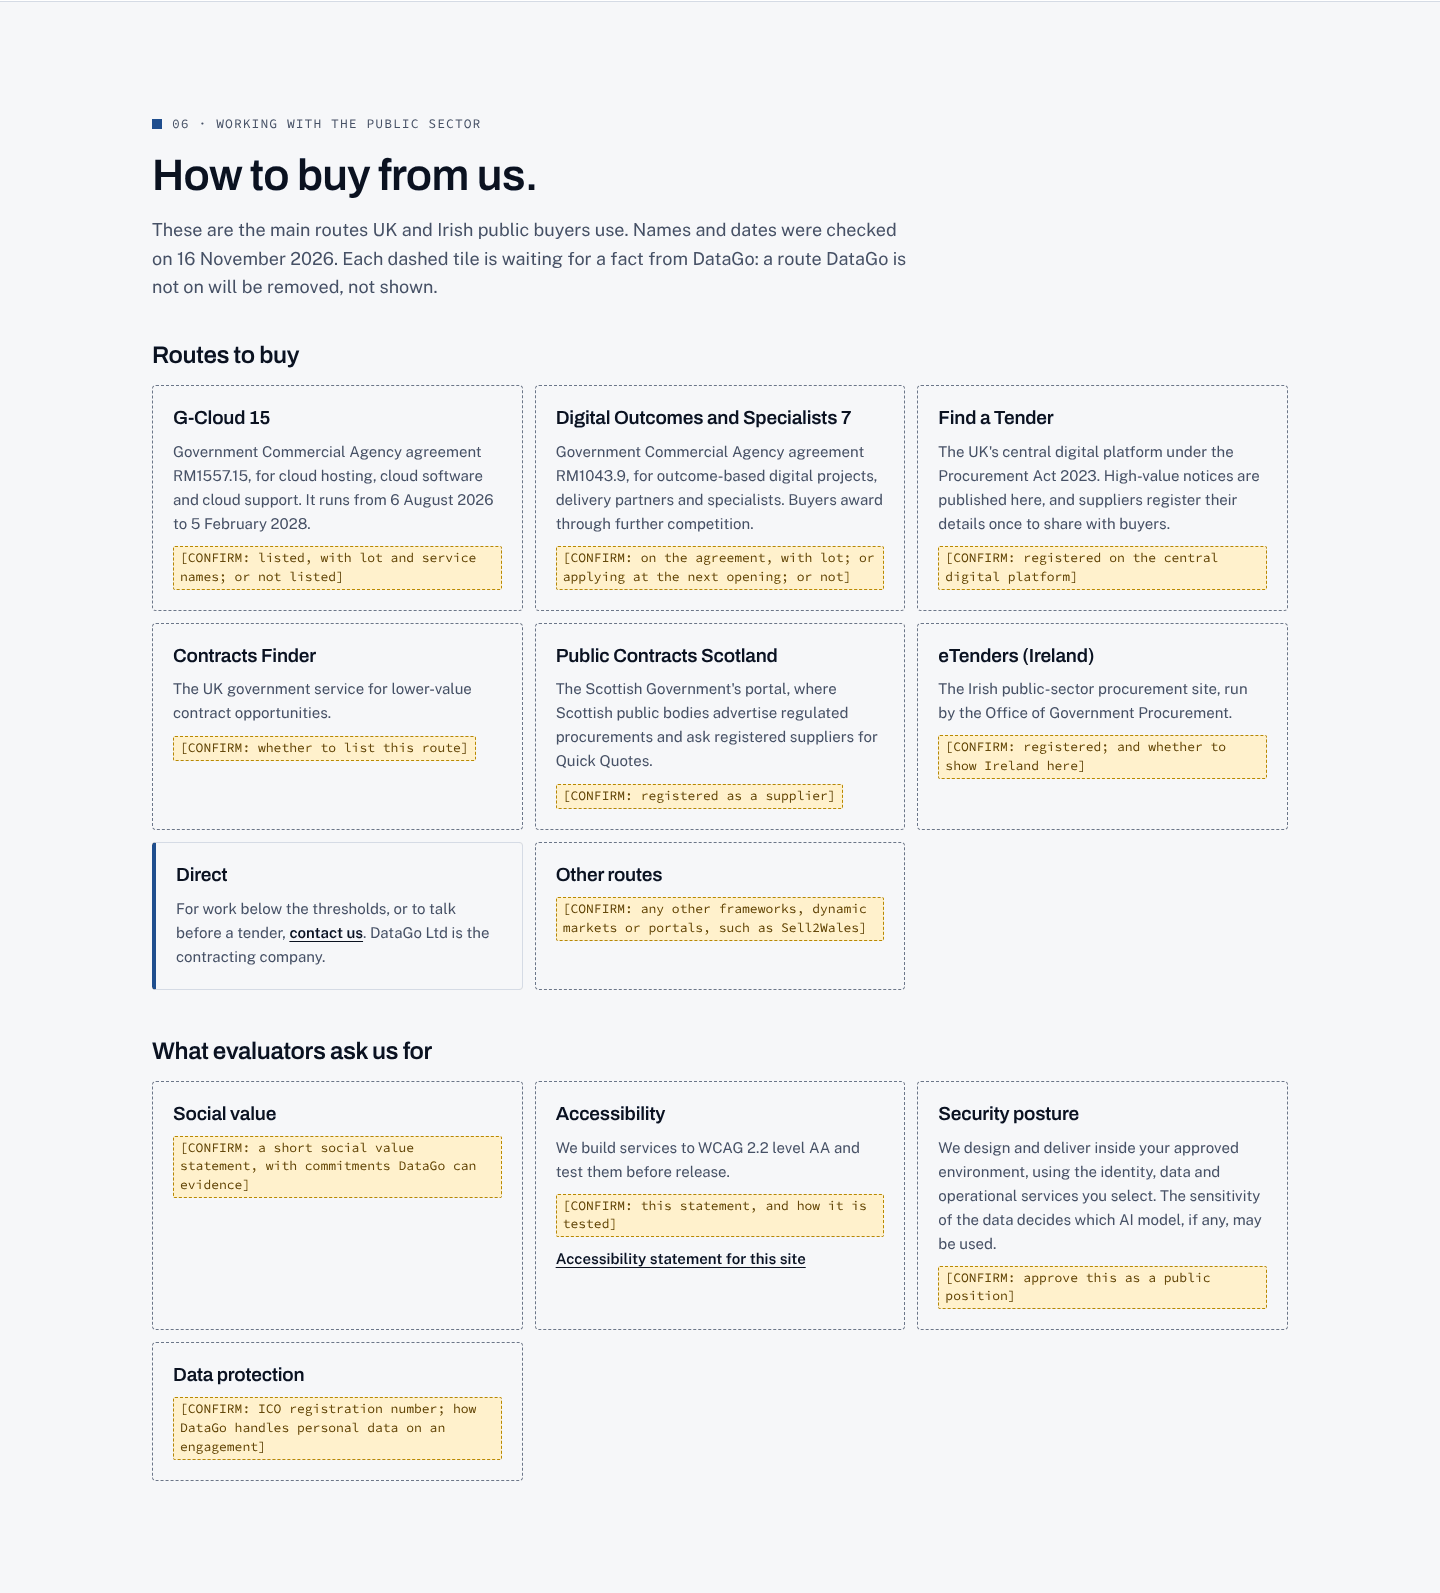 06 · WORKING WITH THE PUBLIC SECTOR
How to buy from us.
These are the main routes UK and Irish public buyers use. Names and dates were checked
on 16 November 2026. Each dashed tile is waiting for a fact from DataGo: a route DataGo is
not on will be removed, not shown.
Routes to buy
G-Cloud 15
Government Commercial Agency agreement
RM1557.15, for cloud hosting, cloud software
and cloud support. It runs from 6 August 2026
to 5 February 2028.
[CONFIRM: listed, with lot and service
names; or not listed]
Digital Outcomes and Specialists 7
Government Commercial Agency agreement
RM1043.9, for outcome-based digital projects,
delivery partners and specialists. Buyers award
through further competition.
[CONFIRM: on the agreement, with lot; or
applying at the next opening; or not]
Find a Tender
The UK's central digital platform under the
Procurement Act 2023. High-value notices are
published here, and suppliers register their
details once to share with buyers.
[CONFIRM: registered on the central
digital platform]
Contracts Finder
The UK government service for lower-value
contract opportunities.
[CONFIRM: whether to list this route]
Public Contracts Scotland
The Scottish Government's portal, where
Scottish public bodies advertise regulated
procurements and ask registered suppliers for
Quick Quotes.
[CONFIRM: registered as a supplier]
eTenders (Ireland)
The Irish public-sector procurement site, run
by the Office of Government Procurement.
[CONFIRM: registered; and whether to
show Ireland here]
Direct
For work below the thresholds, or to talk
before a tender, contact us. DataGo Ltd is the
contracting company.
Other routes
[CONFIRM: any other frameworks, dynamic
markets or portals, such as Sell2Wales]
What evaluators ask us for
Social value
[CONFIRM: a short social value
statement, with commitments DataGo can
evidence]
Accessibility
We build services to WCAG 2.2 level AA and
test them before release.
[CONFIRM: this statement, and how it is
tested]
Accessibility statement for this site
Security posture
We design and deliver inside your approved
environment, using the identity, data and
operational services you select. The sensitivity
of the data decides which AI model, if any, may
be used.
[CONFIRM: approve this as a public
position]
Data protection
[CONFIRM: ICO registration number; how
DataGo handles personal data on an
engagement]